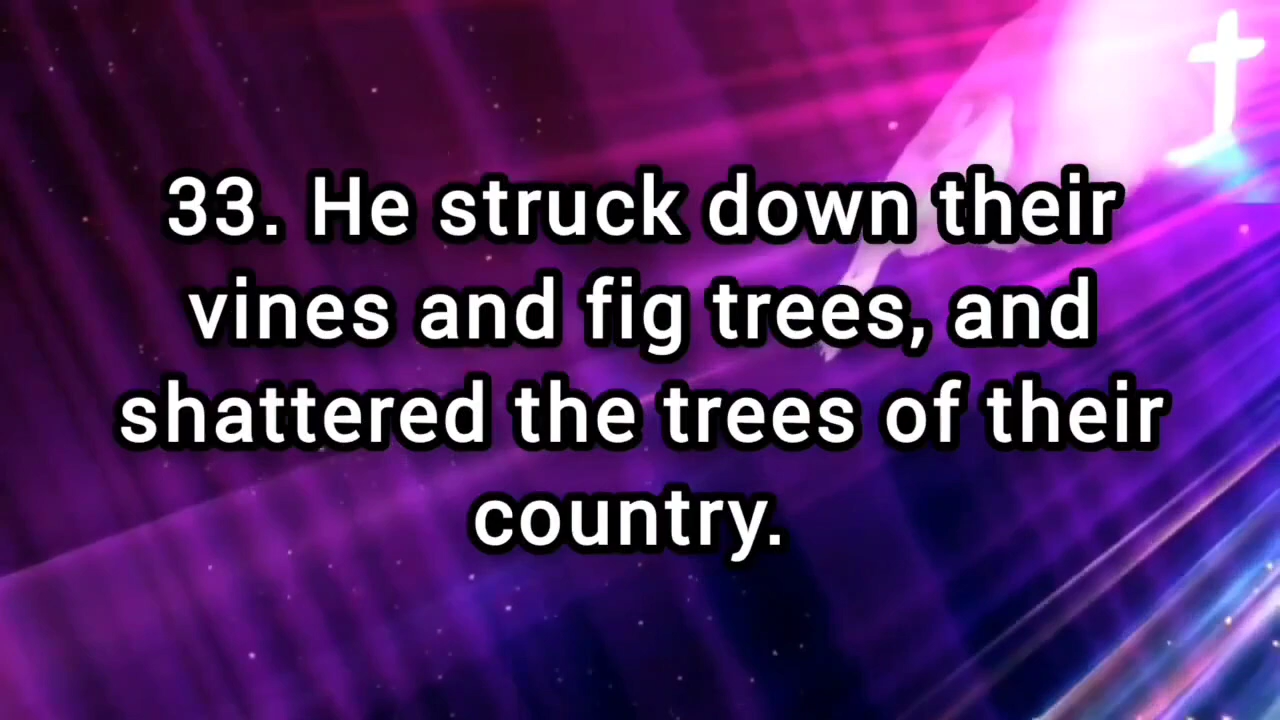 33. He struck down their
vines and fig trees, and
shattered the trees of their
country.